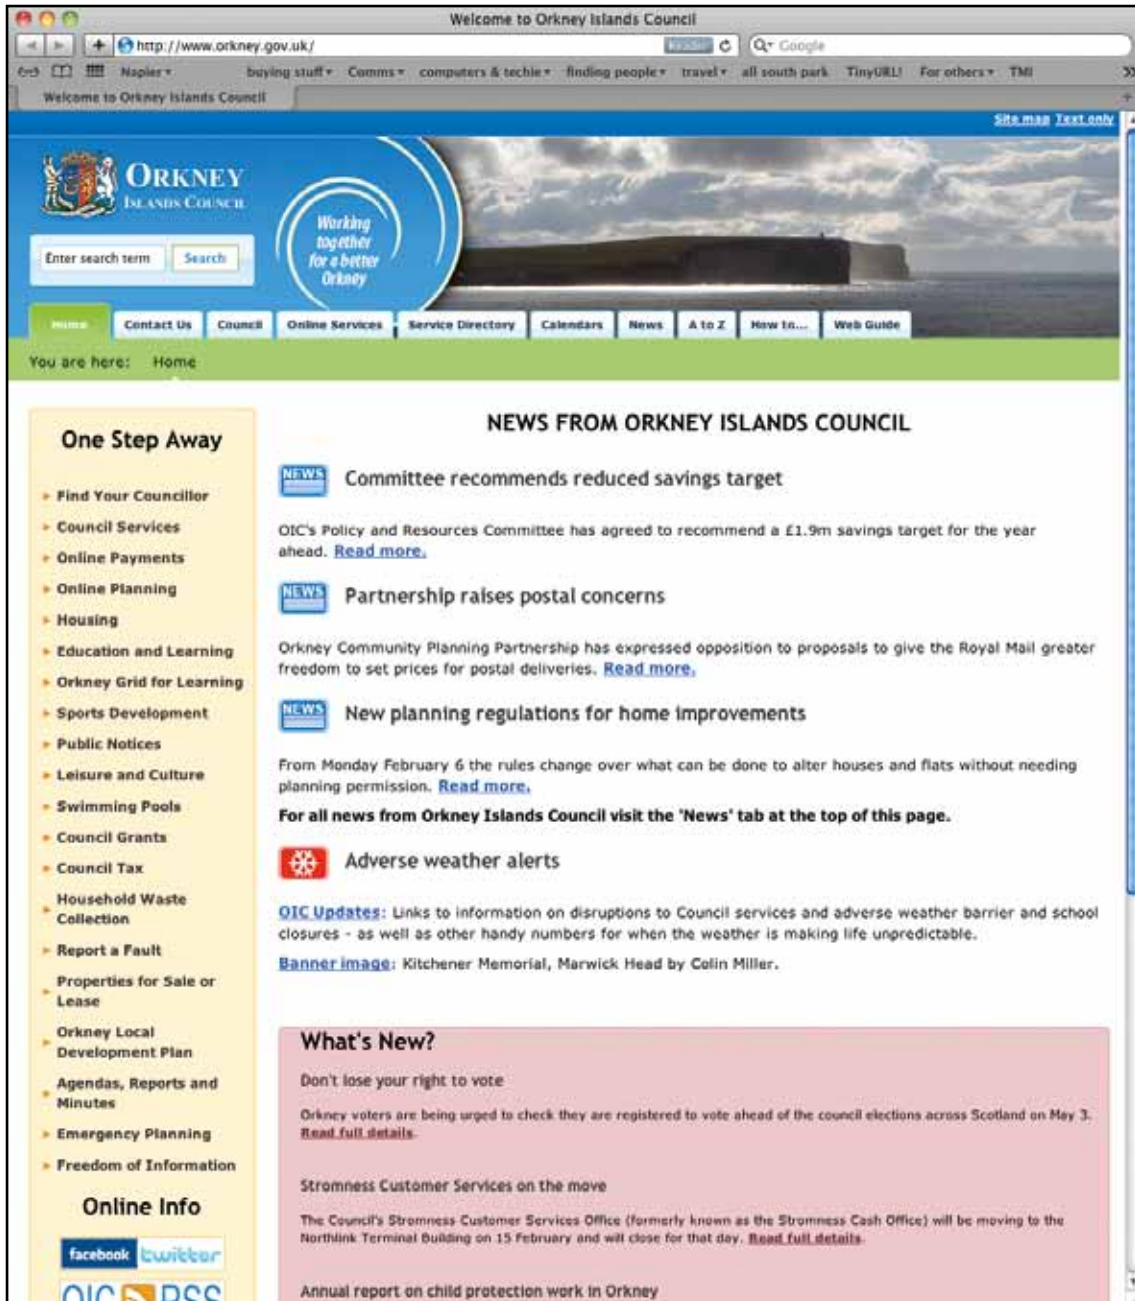 Welcome to Orkney Islands Council
http://www.orkney.gov.uk/
Reader
Google
Napier
buying stuff
Comms
computers & techie
finding people
travel
all south park
TinyURL!
For others
TMI
Welcome to Orkney Islands Council
Site map Text only
ORKNEY
ISLANDS COUNCIL
Working
together
for a better
Orkney
Enter search term
Search
Home
Contact Us
Council
Online Services
Service Directory
Calendars
News
A to Z
How to...
Web Guide
You are here: Home
One Step Away
Find Your Councillor
Council Services
Online Payments
Online Planning
Housing
Education and Learning
Orkney Grid for Learning
Sports Development
Public Notices
Leisure and Culture
Swimming Pools
Council Grants
Council Tax
Household Waste
Collection
Report a Fault
Properties for Sale or
Lease
Orkney Local
Development Plan
Agendas, Reports and
Minutes
Emergency Planning
Freedom of Information
Online Info
facebook twitter
OIC RSS
NEWS FROM ORKNEY ISLANDS COUNCIL
NEWS Committee recommends reduced savings target
OIC's Policy and Resources Committee has agreed to recommend a £1.9m savings target for the year
ahead. Read more.
NEWS Partnership raises postal concerns
Orkney Community Planning Partnership has expressed opposition to proposals to give the Royal Mail greater
freedom to set prices for postal deliveries. Read more.
NEWS New planning regulations for home improvements
From Monday February 6 the rules change over what can be done to alter houses and flats without needing
planning permission. Read more.
For all news from Orkney Islands Council visit the 'News' tab at the top of this page.
Adverse weather alerts
OIC Updates: Links to information on disruptions to Council services and adverse weather barrier and school
closures - as well as other handy numbers for when the weather is making life unpredictable.
Banner image: Kitchener Memorial, Marwick Head by Colin Miller.
What's New?
Don't lose your right to vote
Orkney voters are being urged to check they are registered to vote ahead of the council elections across Scotland on May 3.
Read full details.
Stromness Customer Services on the move
The Council's Stromness Customer Services Office (formerly known as the Stromness Cash Office) will be moving to the
Northlink Terminal Building on 15 February and will close for that day. Read full details.
Annual report on child protection work in Orkney